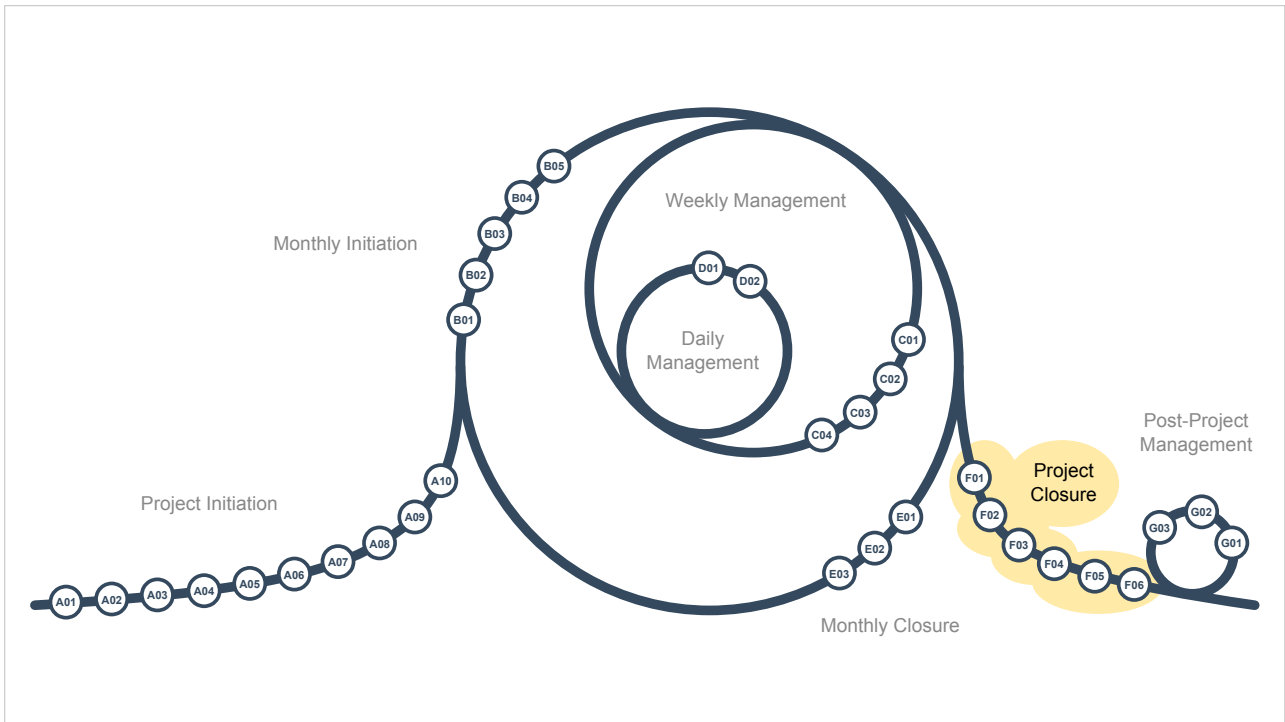 B05
B04
Weekly Management
B03
Monthly Initiation
D01
B02
D02
B01
Daily
Management
C01
C02
C03
C04
Post-Project
Management
Project
Closure
F01
A10
Project Initiation
G02
F02
E01
A09
G03
G01
A08
F03
E02
A07
F04
E03
A06
F05
A05
F06
A04
A03
A02
A01
Monthly Closure